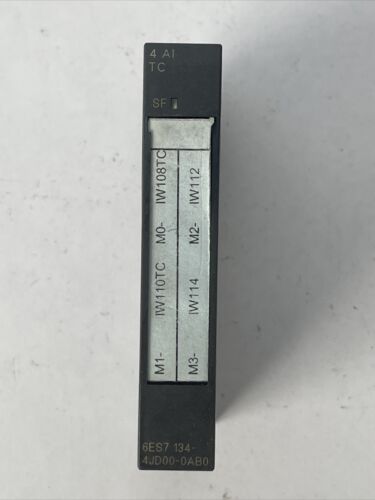 4 AI
TC
SF
M0- IW108TC
M2- IW112
M1- IW110TC
M3- IW114
6ES7 134-
4JD00-0AB0